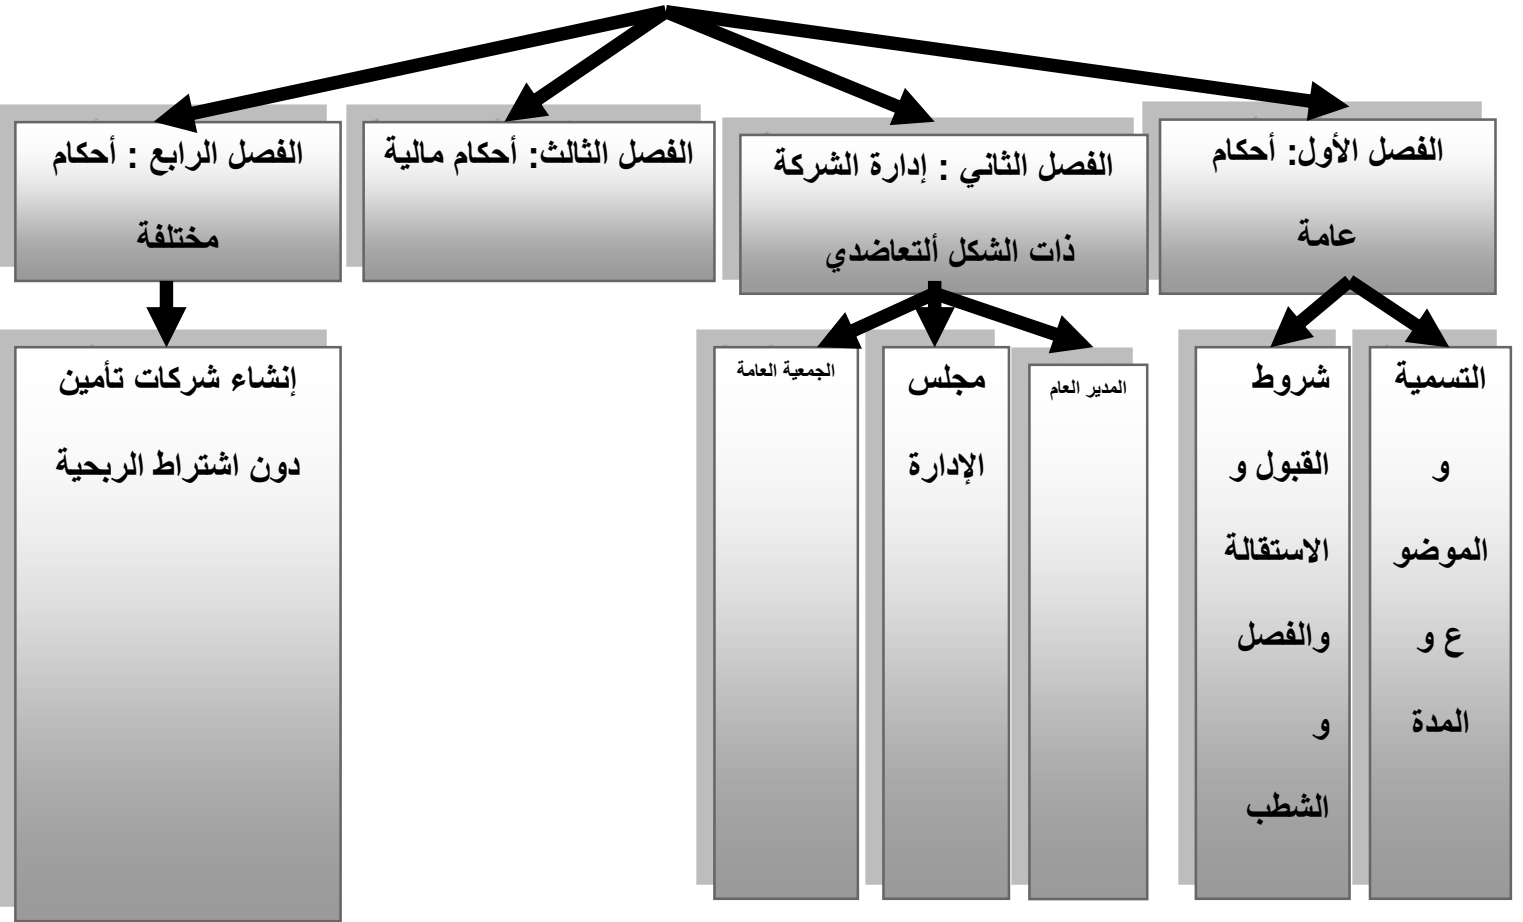 الفصل الأول: أحكام
عامة
الفصل الثاني : إدارة الشركة
ذات الشكل ألتعاضدي
الفصل الثالث: أحكام مالية
الفصل الرابع : أحكام
مختلفة
التسمية
و
الموضو
ع و
المدة
شروط
القبول و
الاستقالة
والفصل
و
الشطب
المدير العام
مجلس
الإدارة
الجمعية العامة
إنشاء شركات تأمين
دون اشتراط الربحية